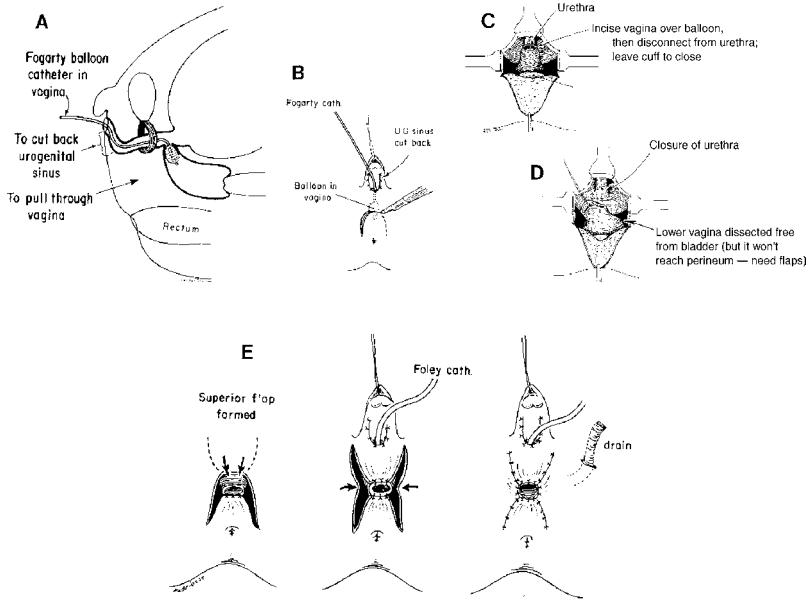 A
Fogarty balloon
catheter in
vagina
To cut back
urogenital
sinus
To pull through
vagina
Rectum
B
Fogarty cath.
U.G sinus
cut back
Balloon in
vagina
C
Urethra
Incise vagina over balloon,
then disconnect from urethra;
leave cuff to close
D
Closure of urethra
Lower vagina dissected free
from bladder (but it won't
reach perineum — need flaps)
E
Superior flap
formed
Foley cath.
drain